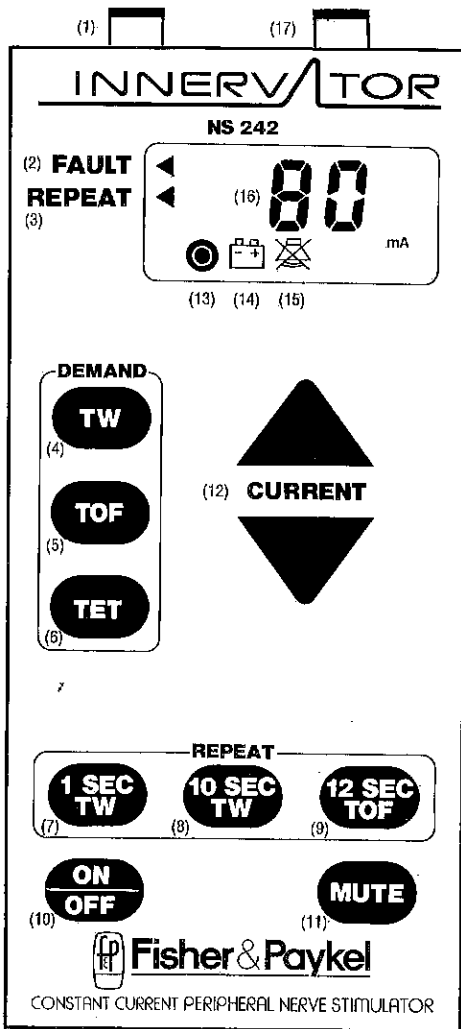 (1) (17)
INNERVATOR
NS 242
(2) FAULT
REPEAT
(3)
(16) 80
mA
- +
(13) (14) (15)
DEMAND
TW
(4)
(12) CURRENT
TOF
(5)
TET
(6)
REPEAT
1 SEC TW
(7)
10 SEC TW
(8)
12 SEC TOF
(9)
ON
OFF
(10)
MUTE
(11)
fp Fisher&Paykel
CONSTANT CURRENT PERIPHERAL NERVE STIMULATOR